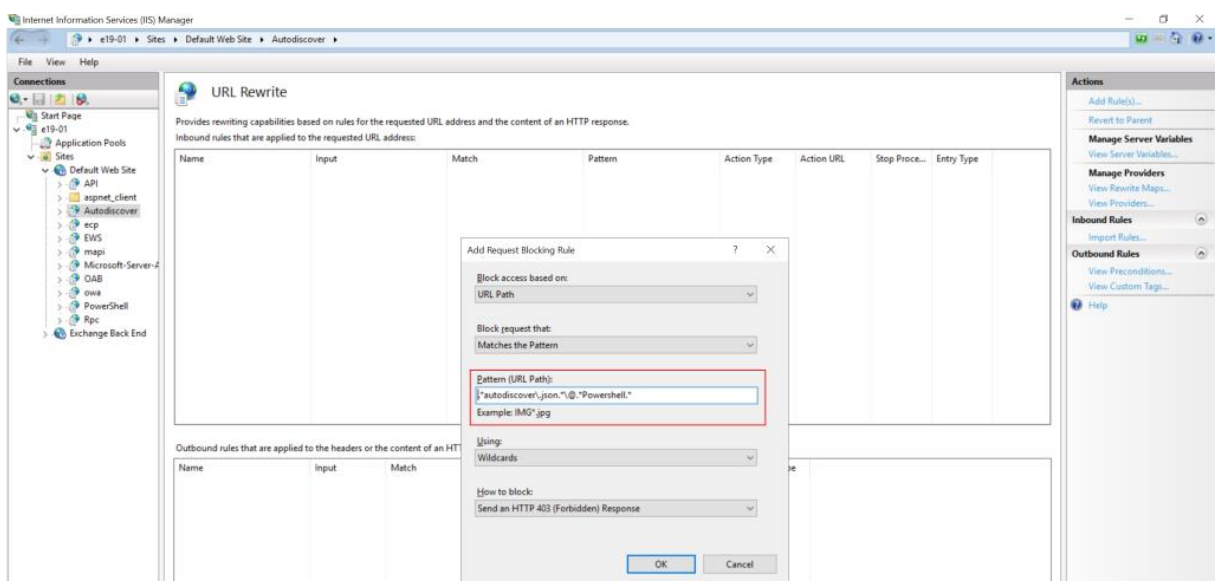 Internet Information Services (IIS) Manager
e19-01 Sites Default Web Site Autodiscover
File View Help
Connections
Start Page
e19-01
Application Pools
Sites
Default Web Site
API
aspnet_client
Autodiscover
ecp
EWS
mapi
Microsoft-Server-A
OAB
owa
PowerShell
Rpc
Exchange Back End
URL Rewrite
Provides rewriting capabilities based on rules for the requested URL address and the content of an HTTP response.
Inbound rules that are applied to the requested URL address:
Name Input Match Pattern Action Type Action URL Stop Proce... Entry Type
Add Request Blocking Rule ? X
Block access based on:
URL Path
Block request that:
Matches the Pattern
Pattern (URL Path):
.*autodiscover\.json.*\@.*Powershell.*
Example: IMG*.jpg
Using:
Wildcards
How to block:
Send an HTTP 403 (Forbidden) Response
OK Cancel
Outbound rules that are applied to the headers or the content of an HT
Name Input Match pe
Actions
Add Rule(s)...
Revert to Parent
Manage Server Variables
View Server Variables...
Manage Providers
View Rewrite Maps...
View Providers...
Inbound Rules
Import Rules...
Outbound Rules
View Preconditions...
View Custom Tags...
Help